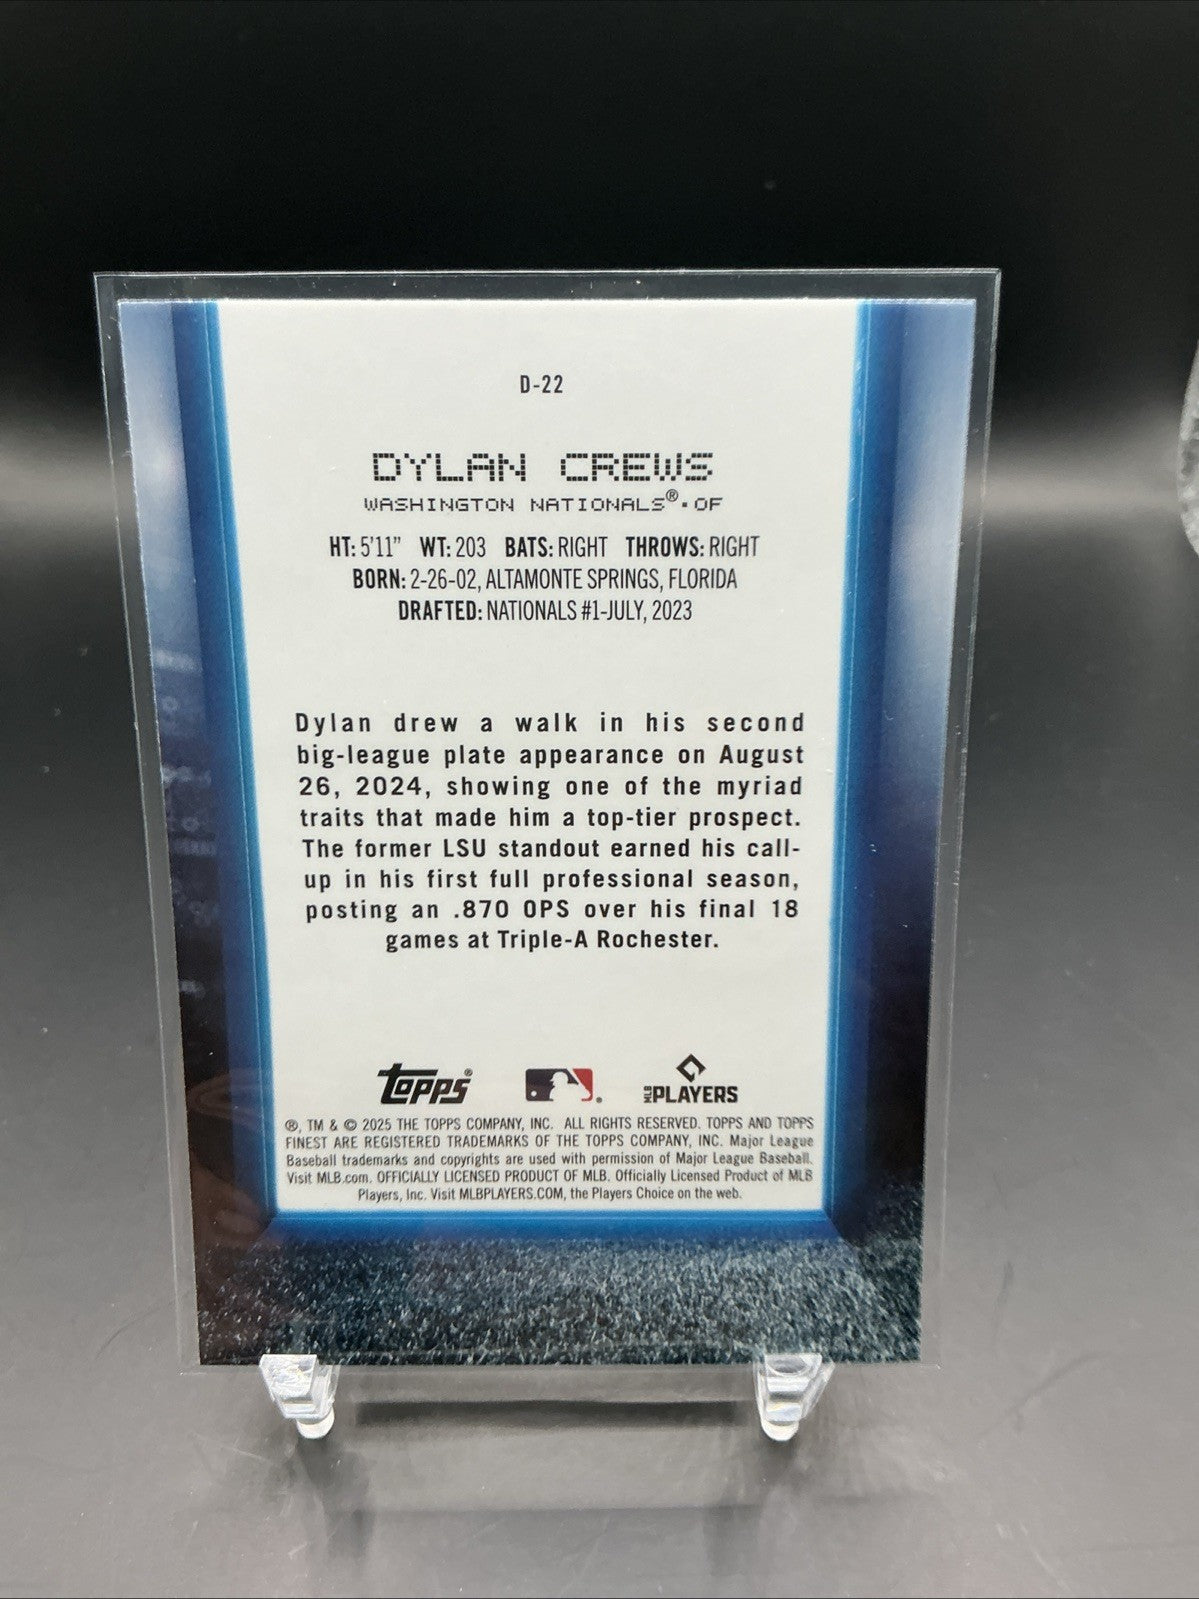 D-22
DYLAN CREWS
WASHINGTON NATIONALS®•OF
HT: 5'11" WT: 203 BATS: RIGHT THROWS: RIGHT
BORN: 2-26-02, ALTAMONTE SPRINGS, FLORIDA
DRAFTED: NATIONALS #1-JULY, 2023
Dylan drew a walk in his second
big-league plate appearance on August
26, 2024, showing one of the myriad
traits that made him a top-tier prospect.
The former LSU standout earned his call-
up in his first full professional season,
posting an .870 OPS over his final 18
games at Triple-A Rochester.
Topps® ® MLB PLAYERS
®, TM & © 2025 THE TOPPS COMPANY, INC. ALL RIGHTS RESERVED. TOPPS AND TOPPS
FINEST ARE REGISTERED TRADEMARKS OF THE TOPPS COMPANY, INC. Major League
Baseball trademarks and copyrights are used with permission of Major League Baseball.
Visit MLB.com. OFFICIALLY LICENSED PRODUCT OF MLB. Officially Licensed Product of MLB
Players, Inc. Visit MLBPLAYERS.COM, the Players Choice on the web.